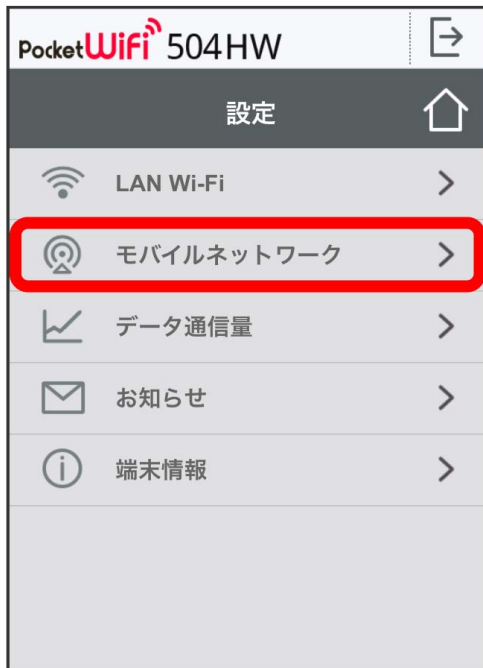 Pocket WiFi 504HW
設定
LAN Wi-Fi
モバイルネットワーク
データ通信量
お知らせ
端末情報